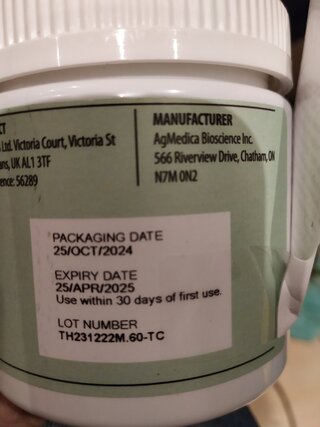 CT
Ltd. Victoria Court, Victoria St
ans, UK AL1 3TF
ence: 56289
MANUFACTURER
AgMedica Bioscience Inc.
566 Riverview Drive, Chatham, ON
N7M 0N2
PACKAGING DATE
25/OCT/2024
EXPIRY DATE
25/APR/2025
Use within 30 days of first use.
LOT NUMBER
TH231222M.60-TC